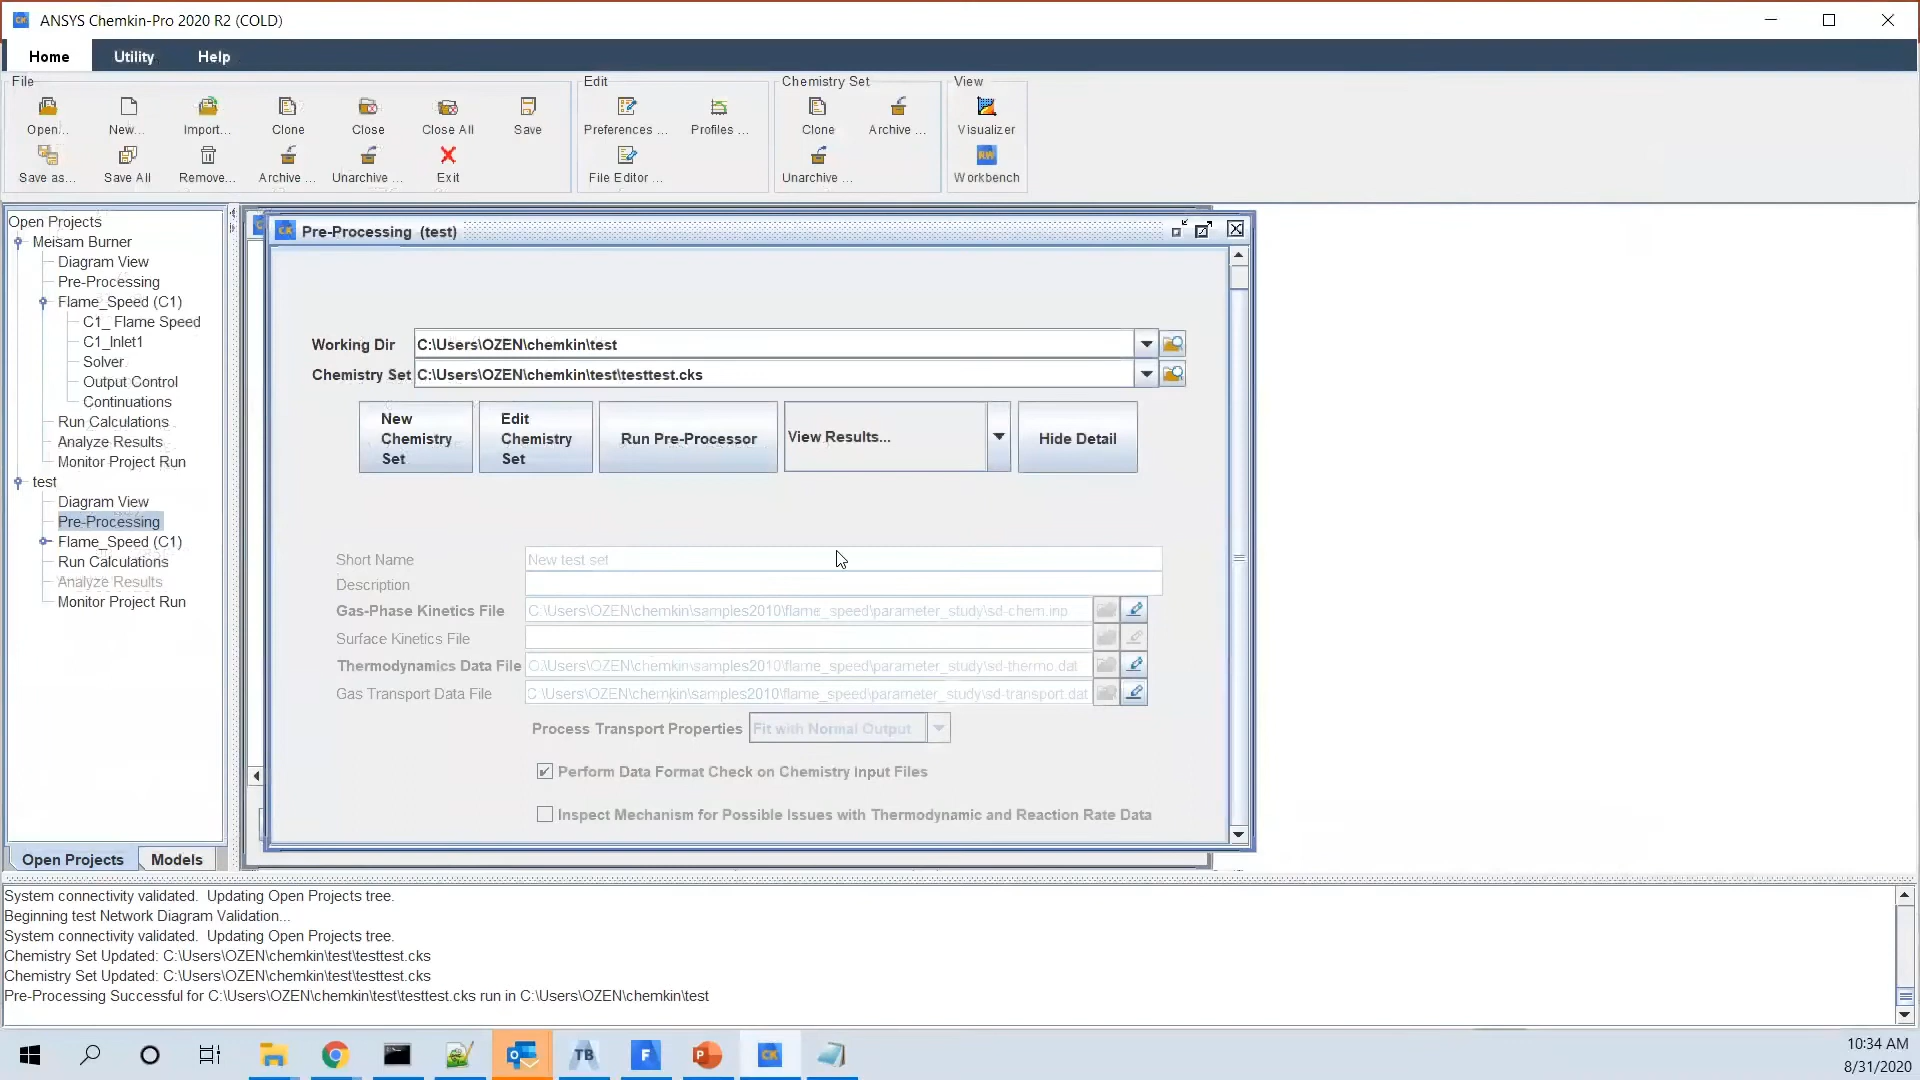 ANSYS Chemkin-Pro 2020 R2 (COLD)
Home Utility Help
File Edit Chemistry Set View
Open... New... Import... Clone Close Close All Save Preferences ... Profiles ... Clone Archive ... Visualizer
Save as... Save All Remove... Archive ... Unarchive ... Exit File Editor ... Unarchive ... Workbench
Open Projects
Meisam Burner
Diagram View
Pre-Processing
Flame_Speed (C1)
C1_ Flame Speed
C1_Inlet1
Solver
Output Control
Continuations
Run Calculations
Analyze Results
Monitor Project Run
test
Diagram View
Pre-Processing
Flame_Speed (C1)
Run Calculations
Analyze Results
Monitor Project Run
Open Projects Models
Pre-Processing (test)
Working Dir C:\Users\OZEN\chemkin\test
Chemistry Set C:\Users\OZEN\chemkin\test\testtest.cks
New Chemistry Set
Edit Chemistry Set
Run Pre-Processor
View Results...
Hide Detail
Short Name New test set
Description
Gas-Phase Kinetics File C:\Users\OZEN\chemkin\samples2010\flame_speed\parameter_study\sd-chem.inp
Surface Kinetics File
Thermodynamics Data File C:\Users\OZEN\chemkin\samples2010\flame_speed\parameter_study\sd-thermo.dat
Gas Transport Data File C:\Users\OZEN\chemkin\samples2010\flame_speed\parameter_study\sd-transport.dat
Process Transport Properties Fit with Normal Output
Perform Data Format Check on Chemistry Input Files
Inspect Mechanism for Possible Issues with Thermodynamic and Reaction Rate Data
System connectivity validated.  Updating Open Projects tree.
Beginning test Network Diagram Validation...
System connectivity validated.  Updating Open Projects tree.
Chemistry Set Updated: C:\Users\OZEN\chemkin\test\testtest.cks
Chemistry Set Updated: C:\Users\OZEN\chemkin\test\testtest.cks
Pre-Processing Successful for C:\Users\OZEN\chemkin\test\testtest.cks run in C:\Users\OZEN\chemkin\test
TB F CK
10:34 AM
8/31/2020